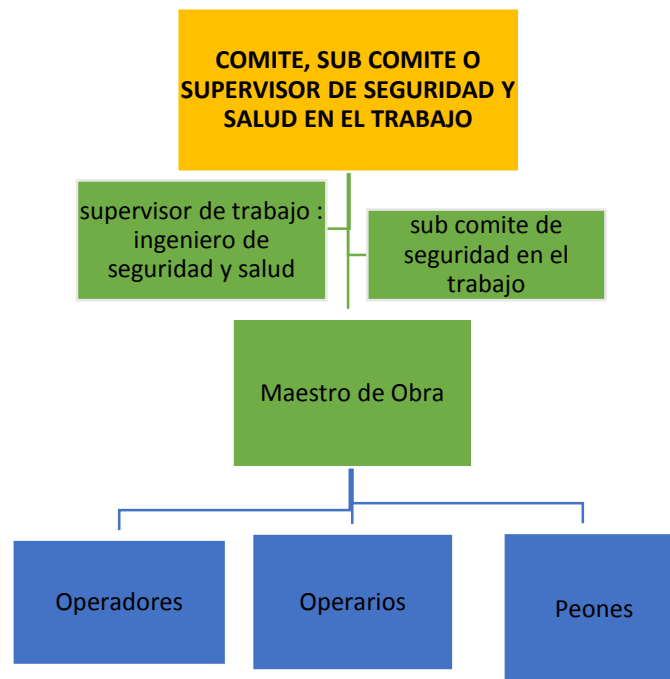 COMITE, SUB COMITE O
SUPERVISOR DE SEGURIDAD Y
SALUD EN EL TRABAJO
supervisor de trabajo :
ingeniero de
seguridad y salud
sub comite de
seguridad en el
trabajo
Maestro de Obra
Operadores
Operarios
Peones